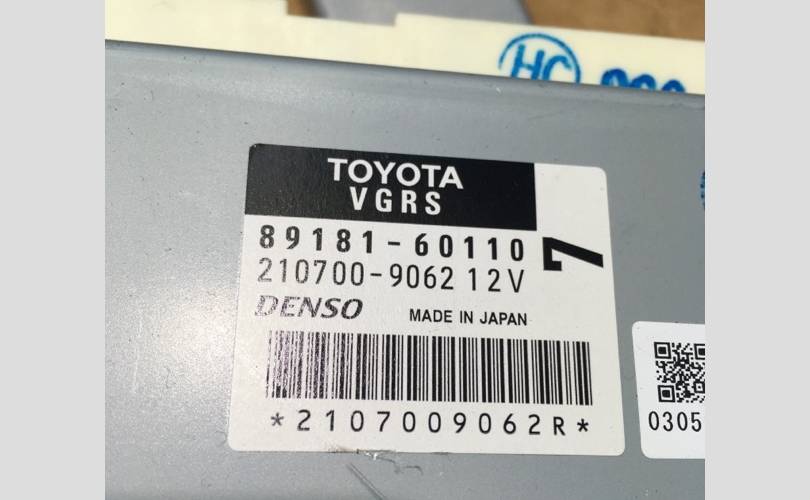 HC
TOYOTA
VGRS
89181-60110
7
210700-9062 12V
DENSO
MADE IN JAPAN
*2107009062R*
0305